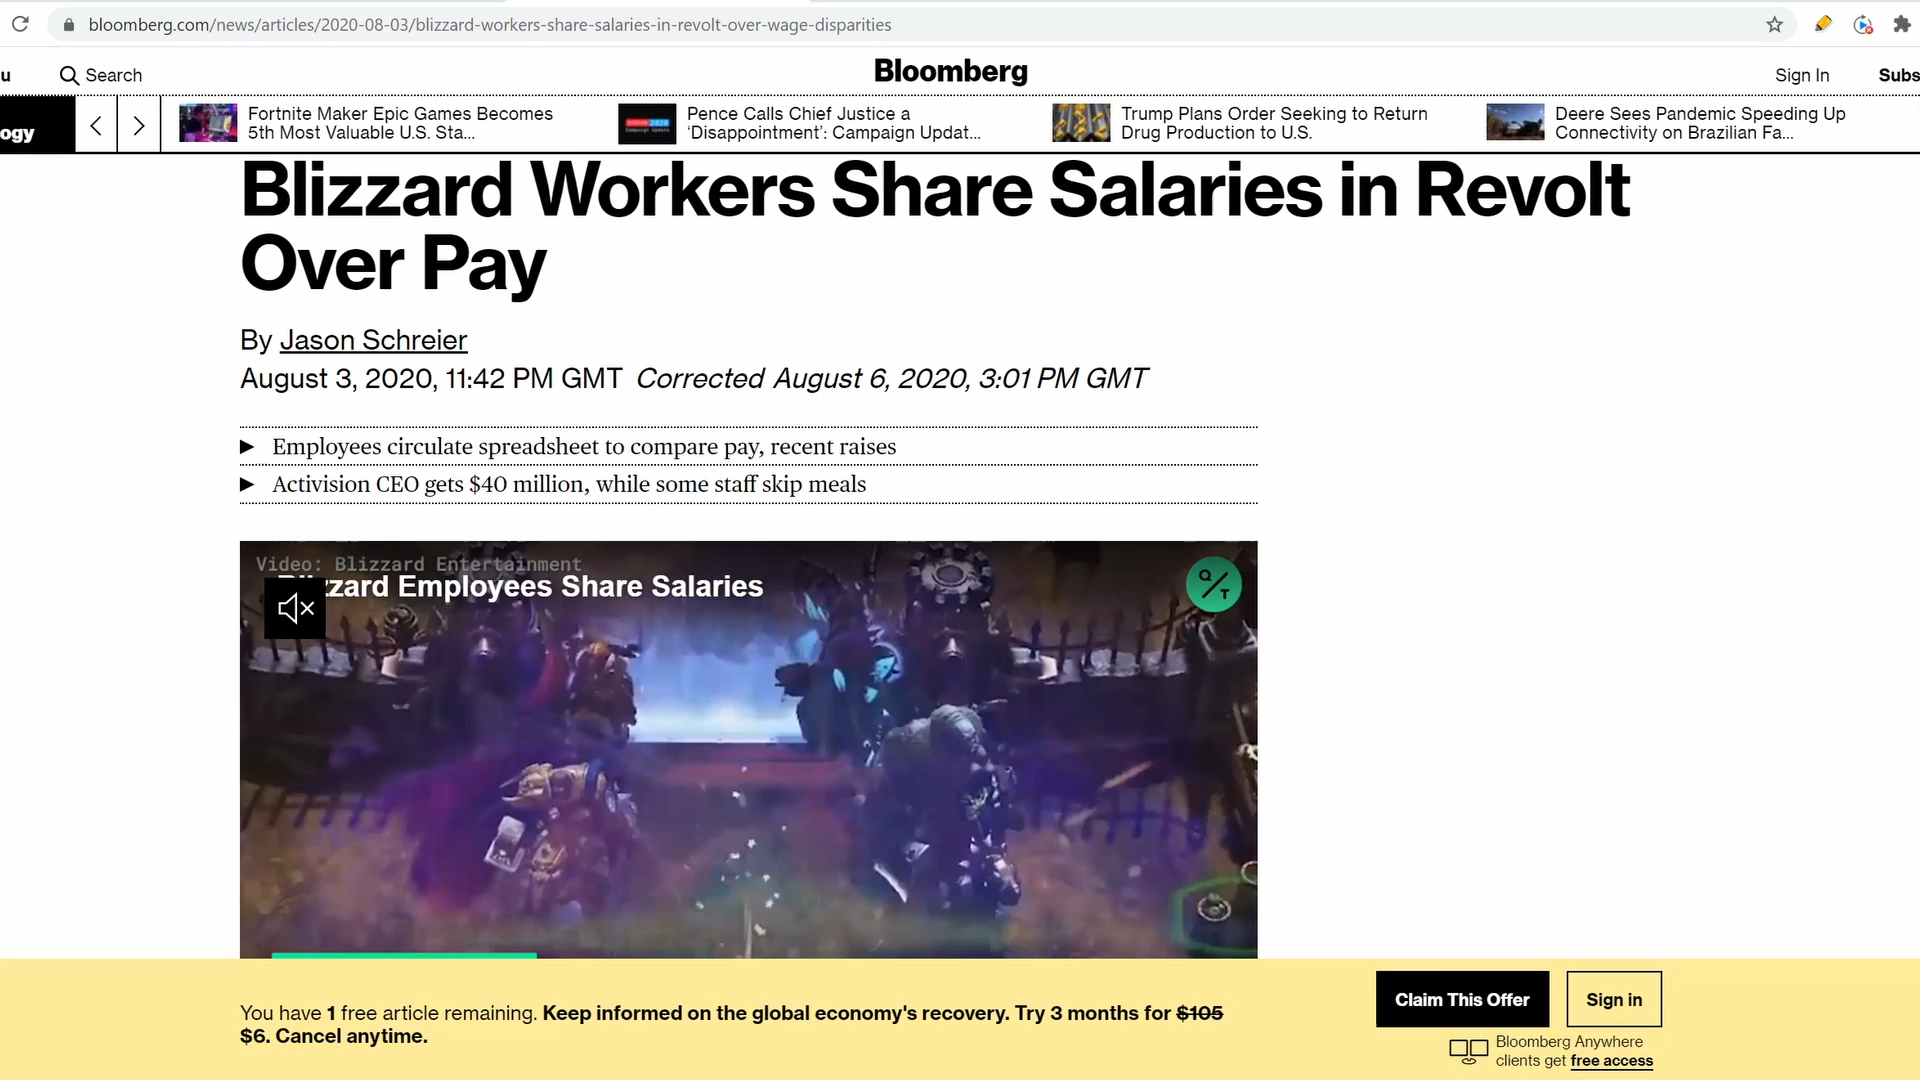 bloomberg.com/news/articles/2020-08-03/blizzard-workers-share-salaries-in-revolt-over-wage-disparities
u
Search
Bloomberg
Sign In
Subs
ogy
Fortnite Maker Epic Games Becomes
5th Most Valuable U.S. Sta...
Pence Calls Chief Justice a
‘Disappointment’: Campaign Updat...
Trump Plans Order Seeking to Return
Drug Production to U.S.
Deere Sees Pandemic Speeding Up
Connectivity on Brazilian Fa...
Blizzard Workers Share Salaries in Revolt
Over Pay
By Jason Schreier
August 3, 2020, 11:42 PM GMT Corrected August 6, 2020, 3:01 PM GMT
Employees circulate spreadsheet to compare pay, recent raises
Activision CEO gets $40 million, while some staff skip meals
Video: Blizzard Entertainment
Blizzard Employees Share Salaries
Q/T
You have 1 free article remaining. Keep informed on the global economy's recovery. Try 3 months for $105
$6. Cancel anytime.
Claim This Offer
Sign in
Bloomberg Anywhere
clients get free access